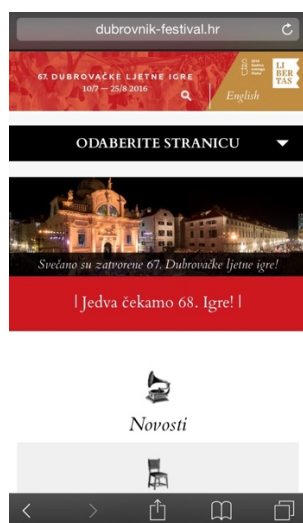 dubrovnik-festival.hr
67. DUBROVAČKE LJETNE IGRE
10/7 — 25/8 2016
English
LI
BER
TAS
ODABERITE STRANICU
Svečano su zatvorene 67. Dubrovačke ljetne igre!
| Jedva čekamo 68. Igre! |
Novosti